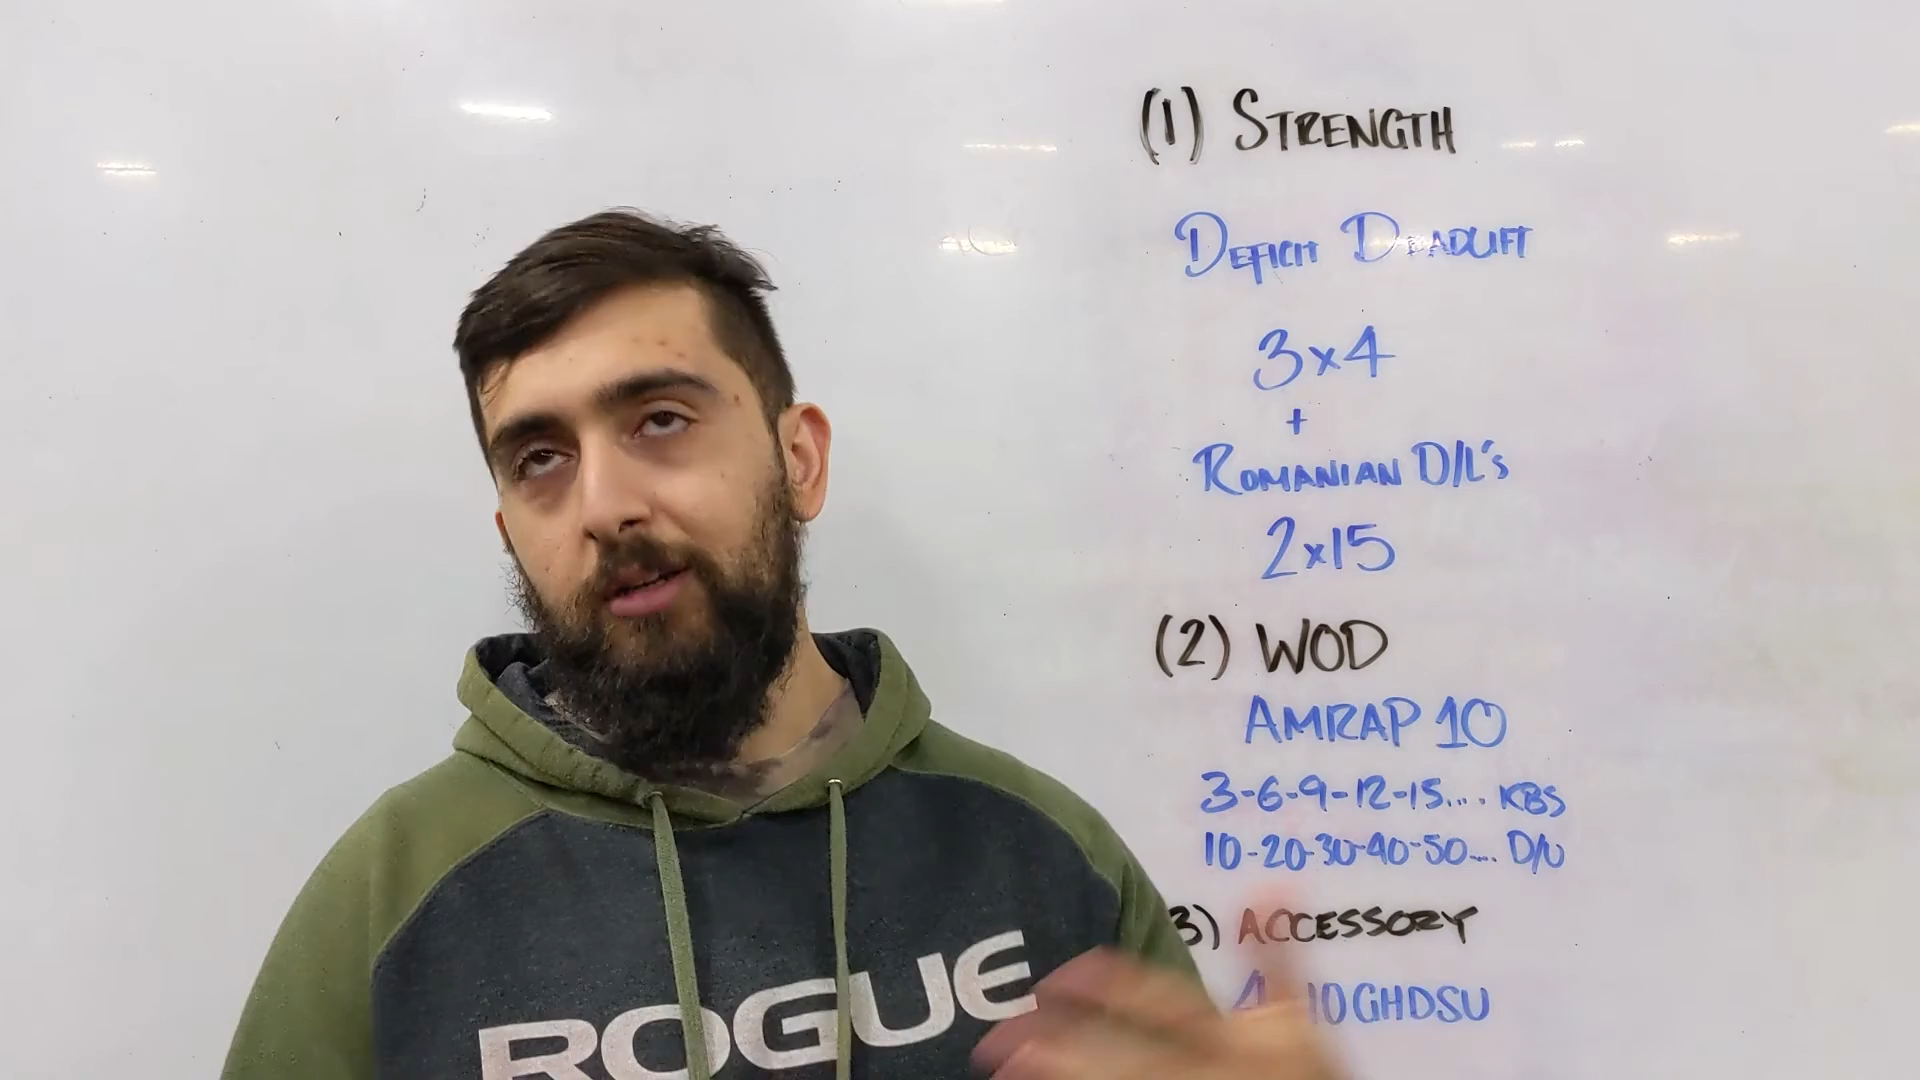 (1) STRENGTH
DEFICIT DEADLIFT
3x4
+
ROMANIAN D/L's
2x15
(2) WOD
AMRAP 10
3-6-9-12-15.... KBS
10-20-30-40-50.... D/U
3) ACCESSORY
4 10 GHDSU
ROGUE